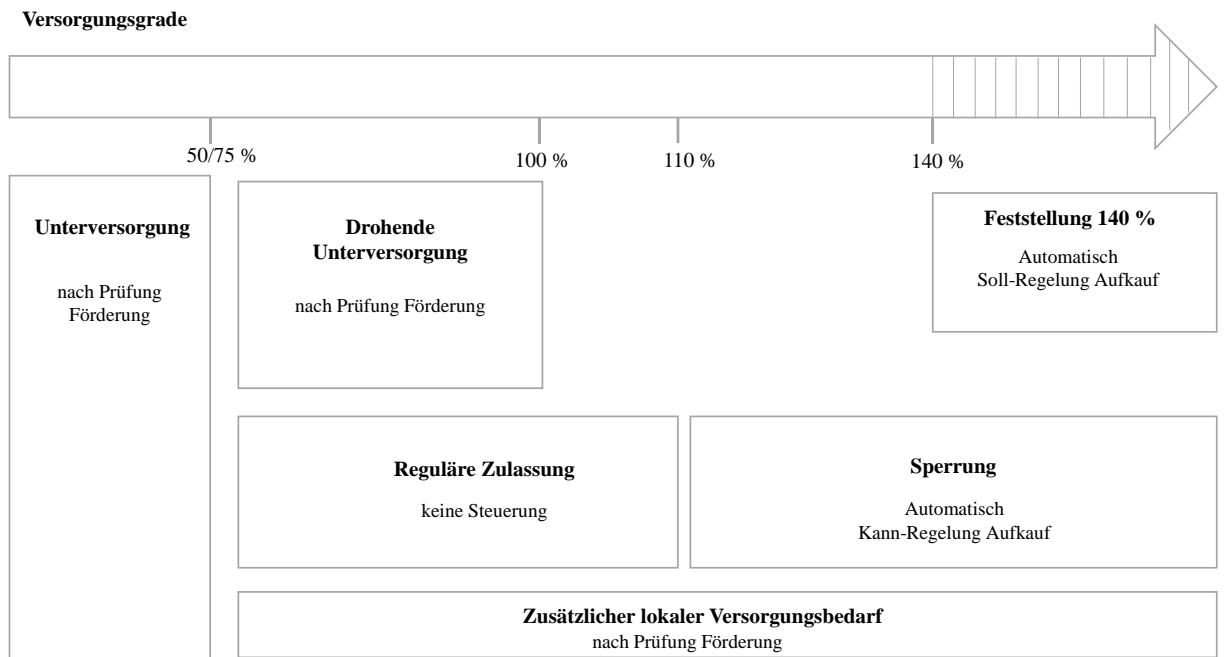 Versorgungsgrade
50/75 %
100 %
110 %
140 %
Unterversorgung
nach Prüfung
Förderung
Drohende
Unterversorgung
nach Prüfung Förderung
Feststellung 140 %
Automatisch
Soll-Regelung Aufkauf
Reguläre Zulassung
keine Steuerung
Sperrung
Automatisch
Kann-Regelung Aufkauf
Zusätzlicher lokaler Versorgungsbedarf
nach Prüfung Förderung